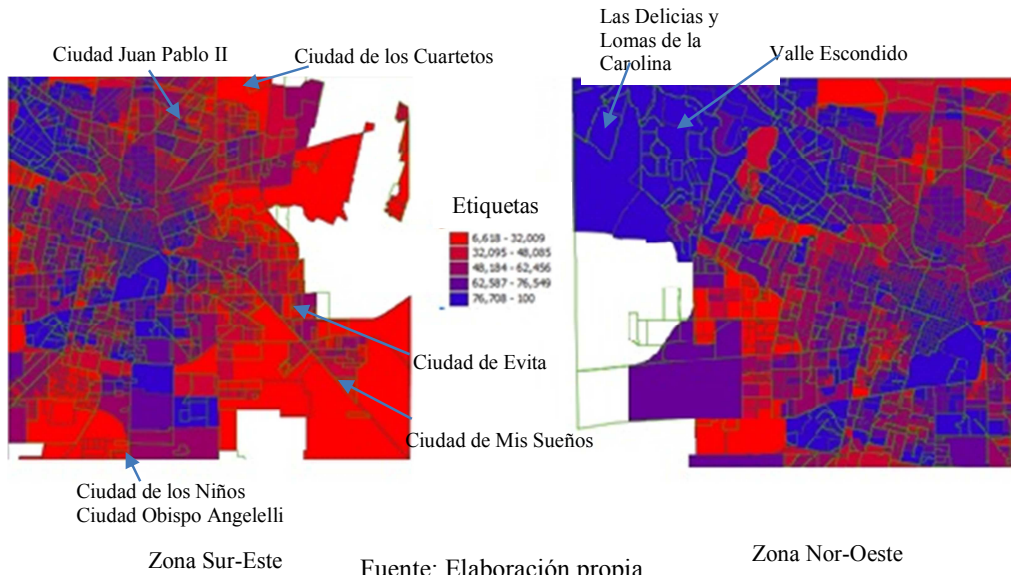 Las Delicias y
Lomas de la
Carolina
Ciudad Juan Pablo II
Ciudad de los Cuartetos
Valle Escondido
Etiquetas
6,618 - 32,009
32,095 - 48,085
48,184 - 62,456
62,587 - 76,549
76,708 - 100
Ciudad de Evita
Ciudad de Mis Sueños
Ciudad de los Niños
Ciudad Obispo Angelelli
Zona Sur-Este
Fuente: Elaboración propia
Zona Nor-Oeste